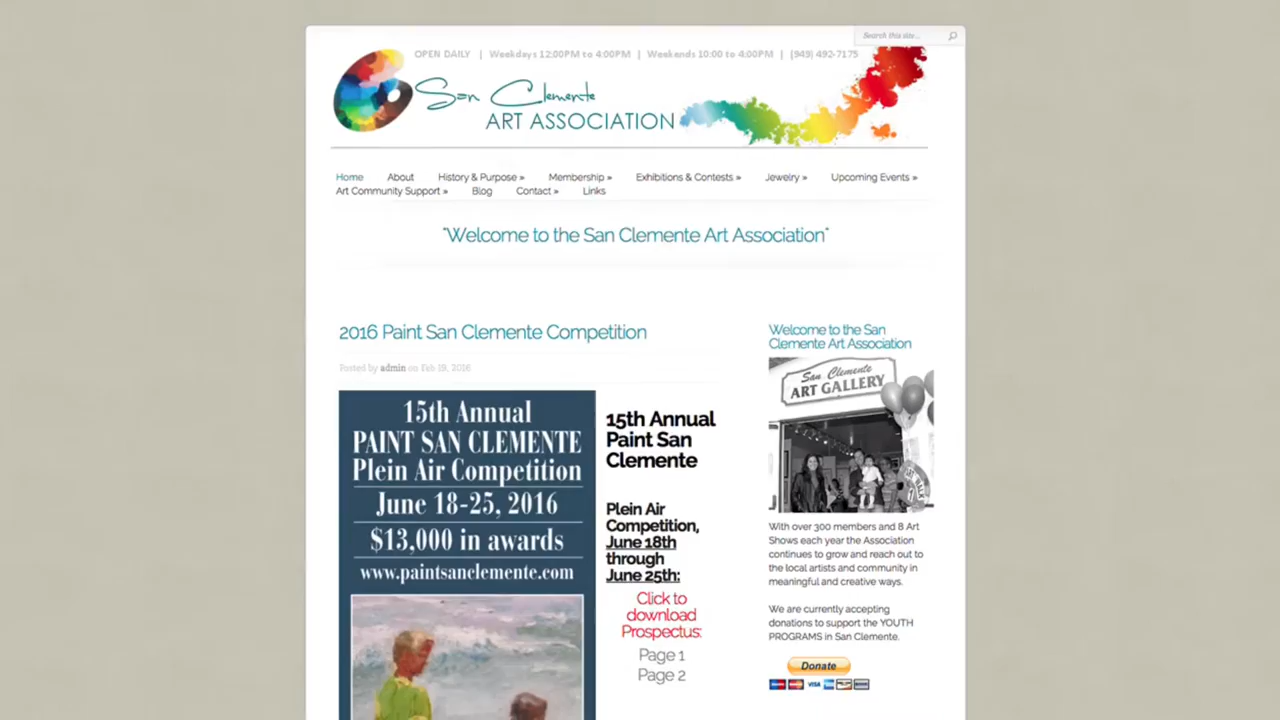 Search this site...
OPEN DAILY | Weekdays 12:00PM to 4:00PM | Weekends 10:00 to 4:00PM | (949) 492-7175
San Clemente
ART ASSOCIATION
Home About History & Purpose » Membership » Exhibitions & Contests » Jewelry » Upcoming Events »
Art Community Support » Blog Contact » Links
"Welcome to the San Clemente Art Association"
2016 Paint San Clemente Competition
Posted by admin on Feb 19, 2016
15th Annual
PAINT SAN CLEMENTE
Plein Air Competition
June 18-25, 2016
$13,000 in awards
www.paintsanclemente.com
15th Annual
Paint San
Clemente
Plein Air
Competition,
June 18th
through
June 25th:
Click to
download
Prospectus:
Page 1
Page 2
Welcome to the San
Clemente Art Association
San Clemente
ART GALLERY
With over 300 members and 8 Art
Shows each year the Association
continues to grow and reach out to
the local artists and community in
meaningful and creative ways.
We are currently accepting
donations to support the YOUTH
PROGRAMS in San Clemente.
Donate
VISA